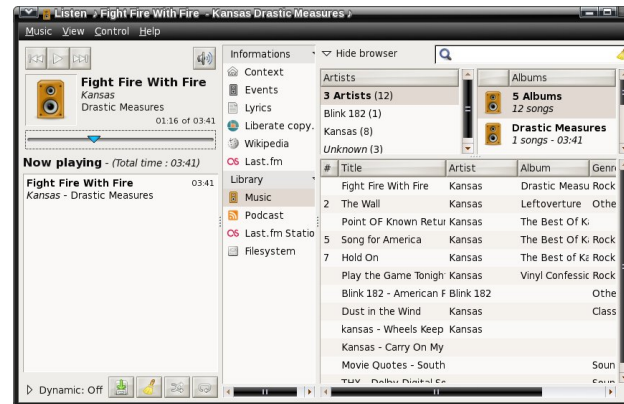 Listen ♪ Fight Fire With Fire - Kansas Drastic Measures ♪
Music View Control Help
Fight Fire With Fire
Kansas
Drastic Measures
01:16 of 03:41
Now playing - (Total time : 03:41)
Fight Fire With Fire 03:41
Kansas - Drastic Measures
Dynamic: Off
Informations
Context
Events
Lyrics
Liberate copy.
Wikipedia
Last.fm
Library
Music
Podcast
Last.fm Statio
Filesystem
Hide browser
Artists
3 Artists (12)
Blink 182 (1)
Kansas (8)
Unknown (3)
Albums
5 Albums
12 songs
Drastic Measures
1 songs - 03:41
# Title Artist Album Genr
Fight Fire With Fire Kansas Drastic Measu Rock
2 The Wall Kansas Leftoverture Othe
Point OF Known Retur Kansas The Best Of K
5 Song for America Kansas The Best Of K Rock
7 Hold On Kansas The Best of Ka Rock
Play the Game Tonigh Kansas Vinyl Confessic Rock
Blink 182 - American F Blink 182 Othe
Dust in the Wind Kansas Class
kansas - Wheels Keep Kansas
Kansas - Carry On My
Movie Quotes - South Soun
THX - Dolby Digital So Soun